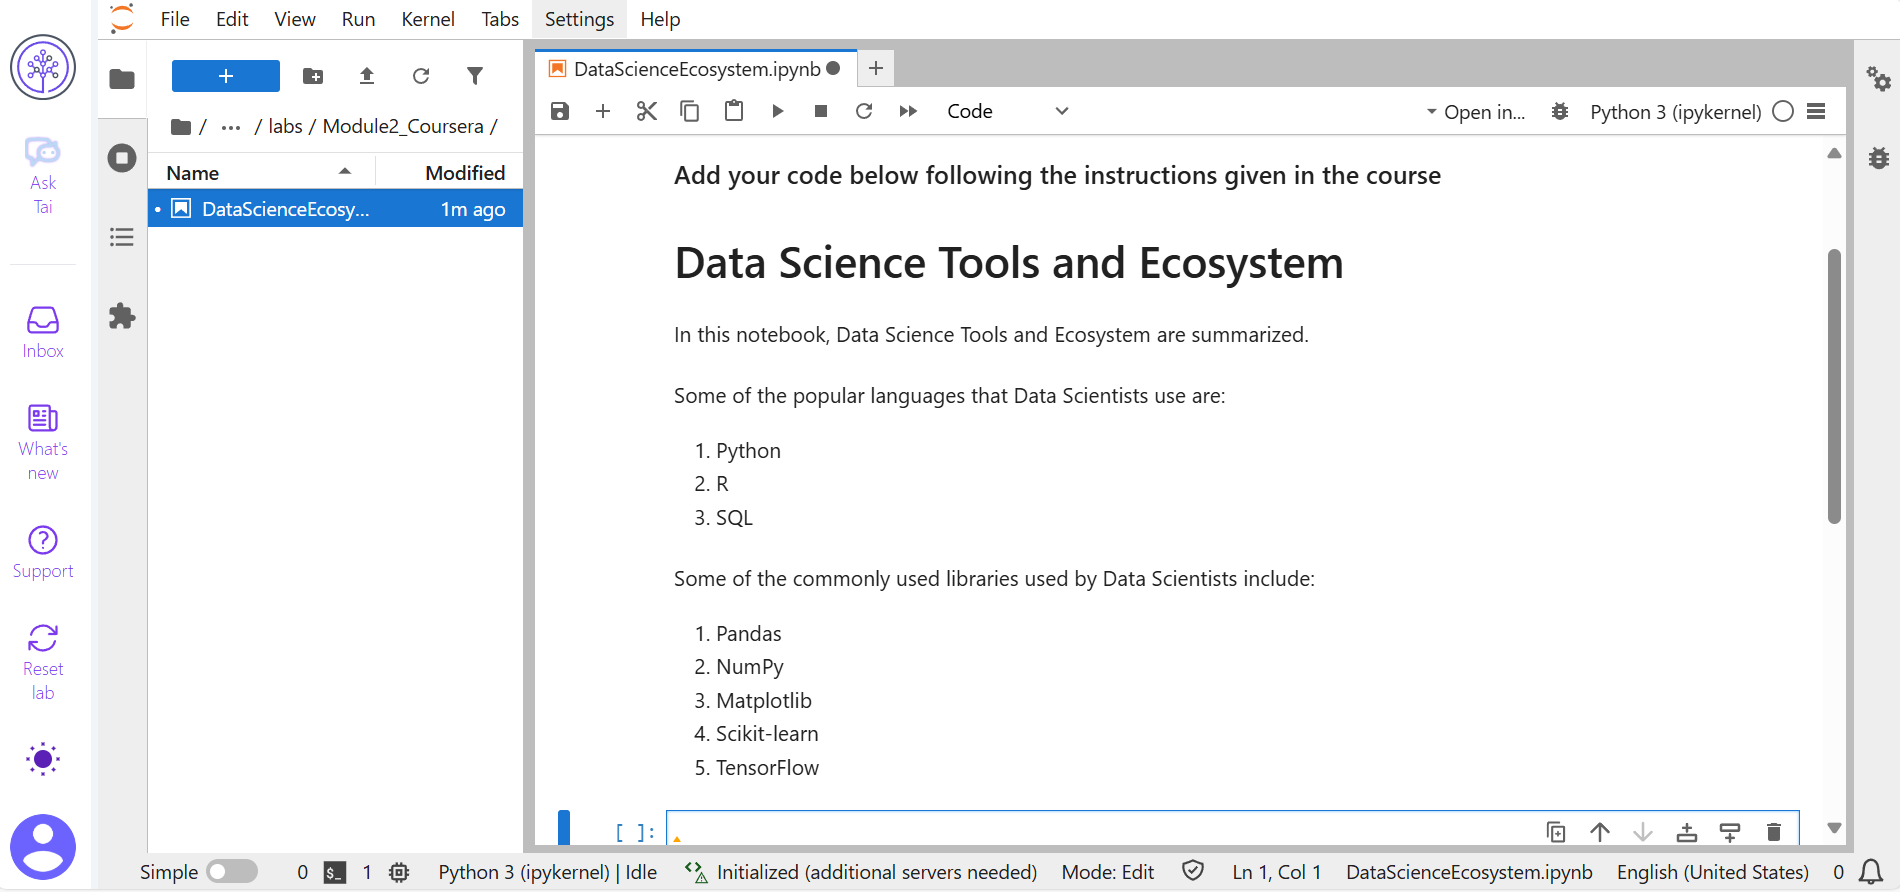 File Edit View Run Kernel Tabs Settings Help
Ask
Tai
Inbox
What's
new
Support
Reset
lab
+
/ ... / labs / Module2_Coursera /
Name Modified
• DataScienceEcosy... 1m ago
DataScienceEcosystem.ipynb
Code Open in... Python 3 (ipykernel)
Add your code below following the instructions given in the course
Data Science Tools and Ecosystem
In this notebook, Data Science Tools and Ecosystem are summarized.
Some of the popular languages that Data Scientists use are:
1. Python
2. R
3. SQL
Some of the commonly used libraries used by Data Scientists include:
1. Pandas
2. NumPy
3. Matplotlib
4. Scikit-learn
5. TensorFlow
[ ]:
Simple 0 $_ 1 Python 3 (ipykernel) | Idle Initialized (additional servers needed) Mode: Edit Ln 1, Col 1 DataScienceEcosystem.ipynb English (United States) 0